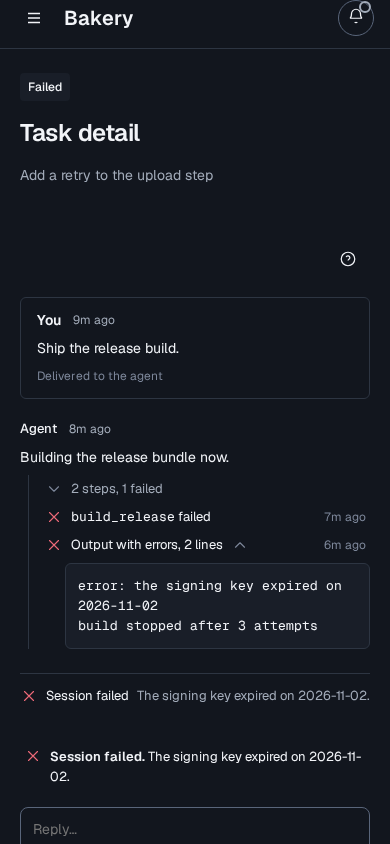 Bakery
Failed
Task detail
Add a retry to the upload step
You 9m ago
Ship the release build.
Delivered to the agent
Agent 8m ago
Building the release bundle now.
2 steps, 1 failed
build_release failed 7m ago
Output with errors, 2 lines 6m ago
error: the signing key expired on
2026-11-02
build stopped after 3 attempts
Session failed The signing key expired on 2026-11-02.
Session failed. The signing key expired on 2026-11-
02.
Reply...